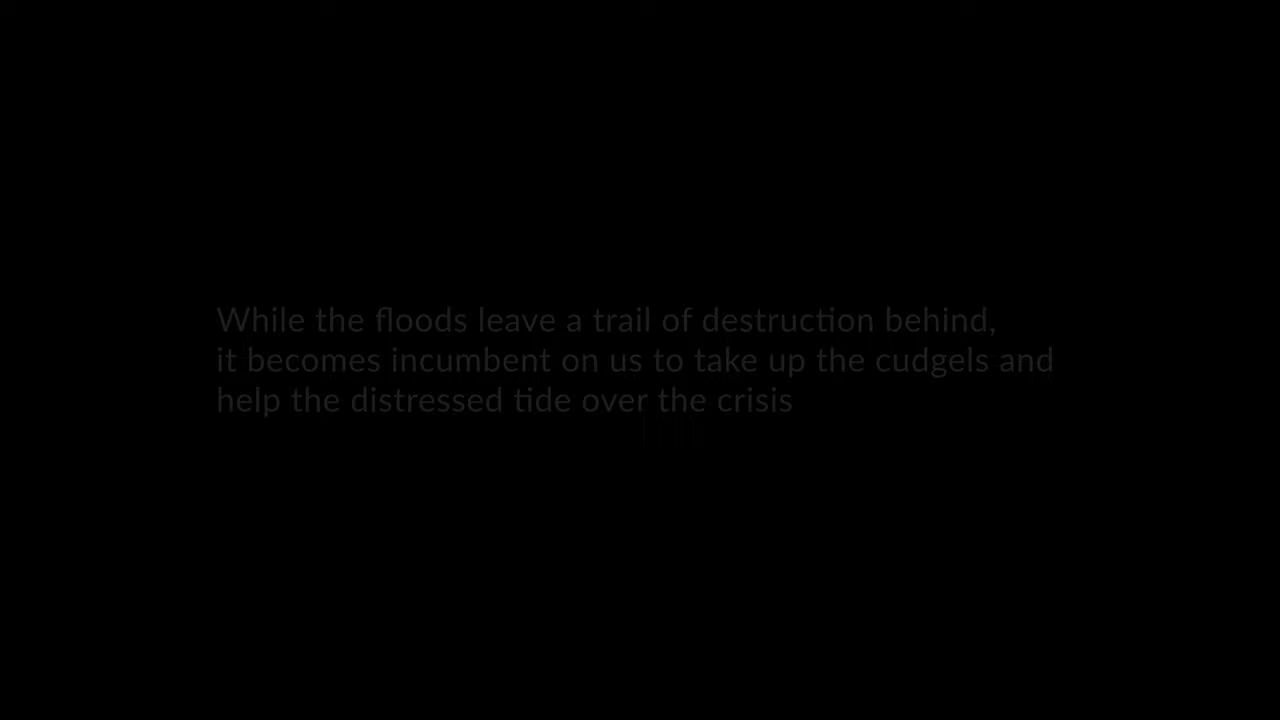 While the floods leave a trail of destruction behind,
it becomes incumbent on us to take up the cudgels and
help the distressed tide over the crisis